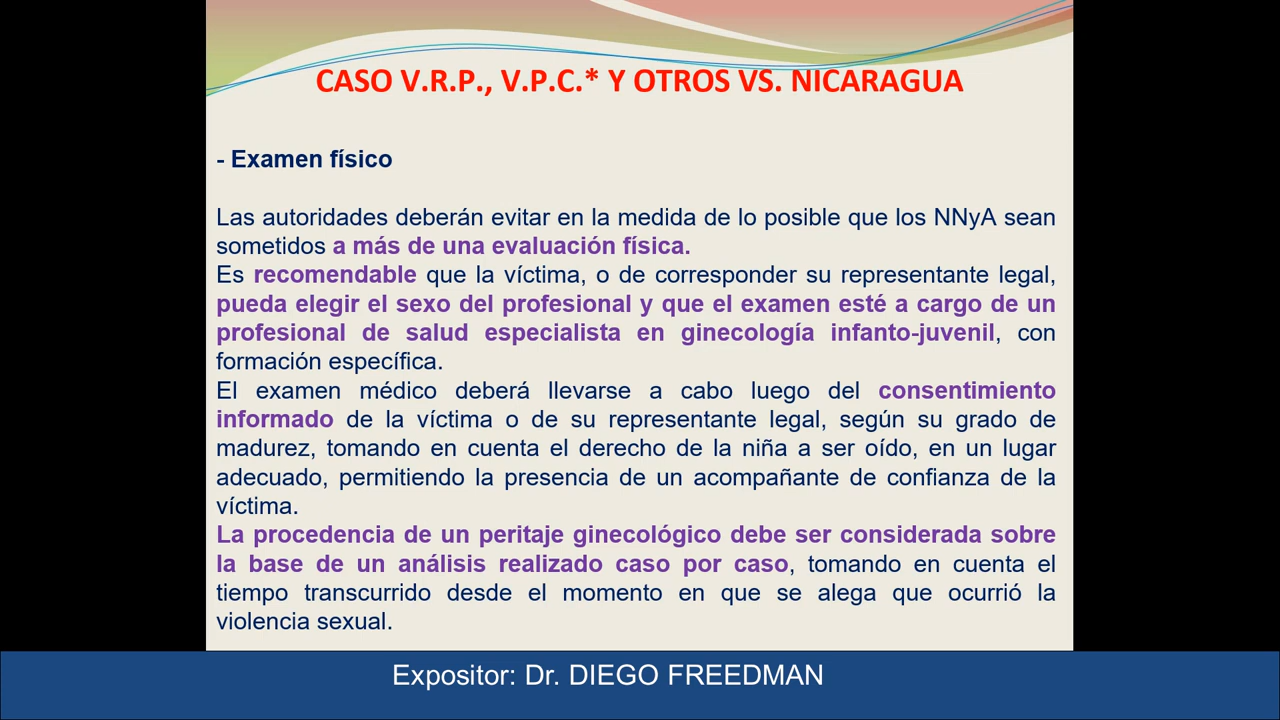 CASO V.R.P., V.P.C.* Y OTROS VS. NICARAGUA
- Examen físico
Las autoridades deberán evitar en la medida de lo posible que los NNyA sean
sometidos a más de una evaluación física.
Es recomendable que la víctima, o de corresponder su representante legal,
pueda elegir el sexo del profesional y que el examen esté a cargo de un
profesional de salud especialista en ginecología infanto-juvenil, con
formación específica.
El examen médico deberá llevarse a cabo luego del consentimiento
informado de la víctima o de su representante legal, según su grado de
madurez, tomando en cuenta el derecho de la niña a ser oído, en un lugar
adecuado, permitiendo la presencia de un acompañante de confianza de la
víctima.
La procedencia de un peritaje ginecológico debe ser considerada sobre
la base de un análisis realizado caso por caso, tomando en cuenta el
tiempo transcurrido desde el momento en que se alega que ocurrió la
violencia sexual.
Expositor: Dr. DIEGO FREEDMAN